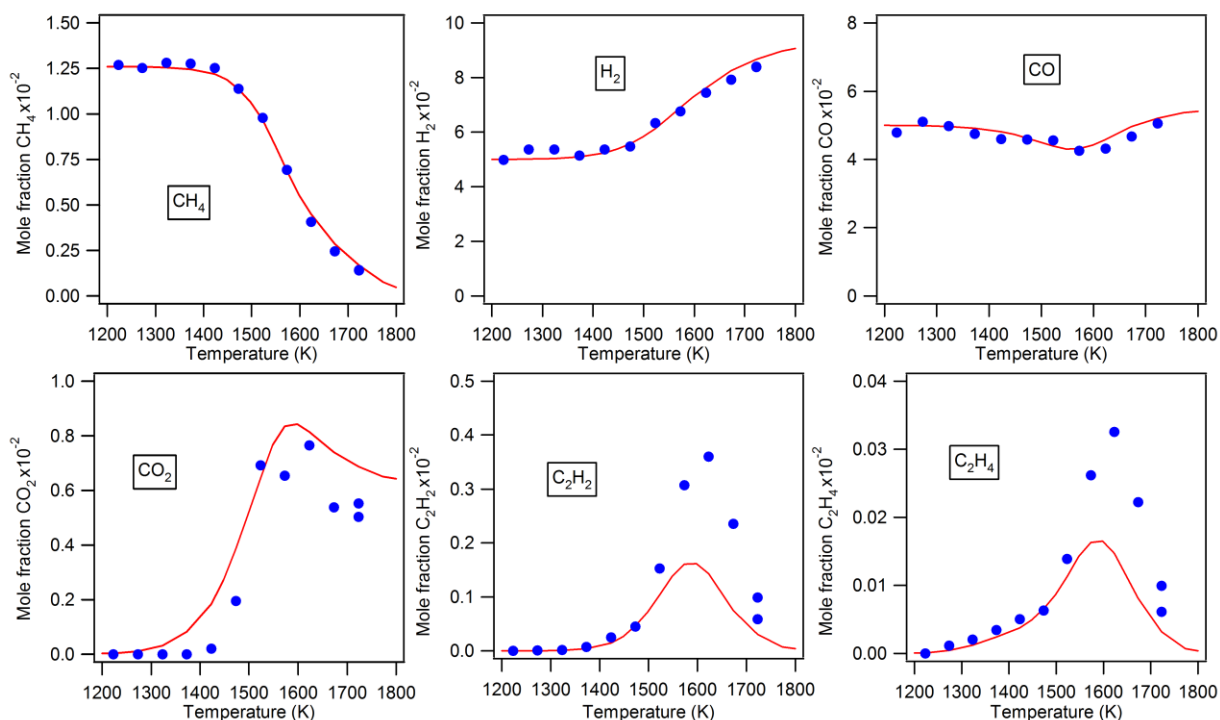 Mole fraction CH4 x10-2
1.50
1.25
1.00
0.75
0.50
0.25
0.00
CH4
1200 1300 1400 1500 1600 1700 1800
Temperature (K)
Mole fraction H2 x10-2
10
8
6
4
2
0
H2
1200 1300 1400 1500 1600 1700 1800
Temperature (K)
Mole fraction CO x10-2
8
6
4
2
0
CO
1200 1300 1400 1500 1600 1700 1800
Temperature (K)
Mole fraction CO2 x10-2
1.0
0.8
0.6
0.4
0.2
0.0
CO2
1200 1300 1400 1500 1600 1700 1800
Temperature (K)
Mole fraction C2H2 x10-2
0.5
0.4
0.3
0.2
0.1
0.0
C2H2
1200 1300 1400 1500 1600 1700 1800
Temperature (K)
Mole fraction C2H4 x10-2
0.04
0.03
0.02
0.01
0.00
C2H4
1200 1300 1400 1500 1600 1700 1800
Temperature (K)